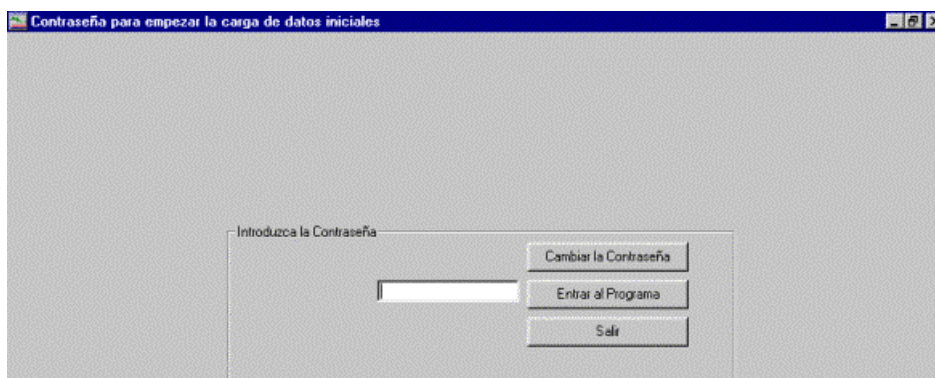 Contraseña para empezar la carga de datos iniciales
Introduzca la Contraseña
Cambiar la Contraseña
Entrar al Programa
Salir